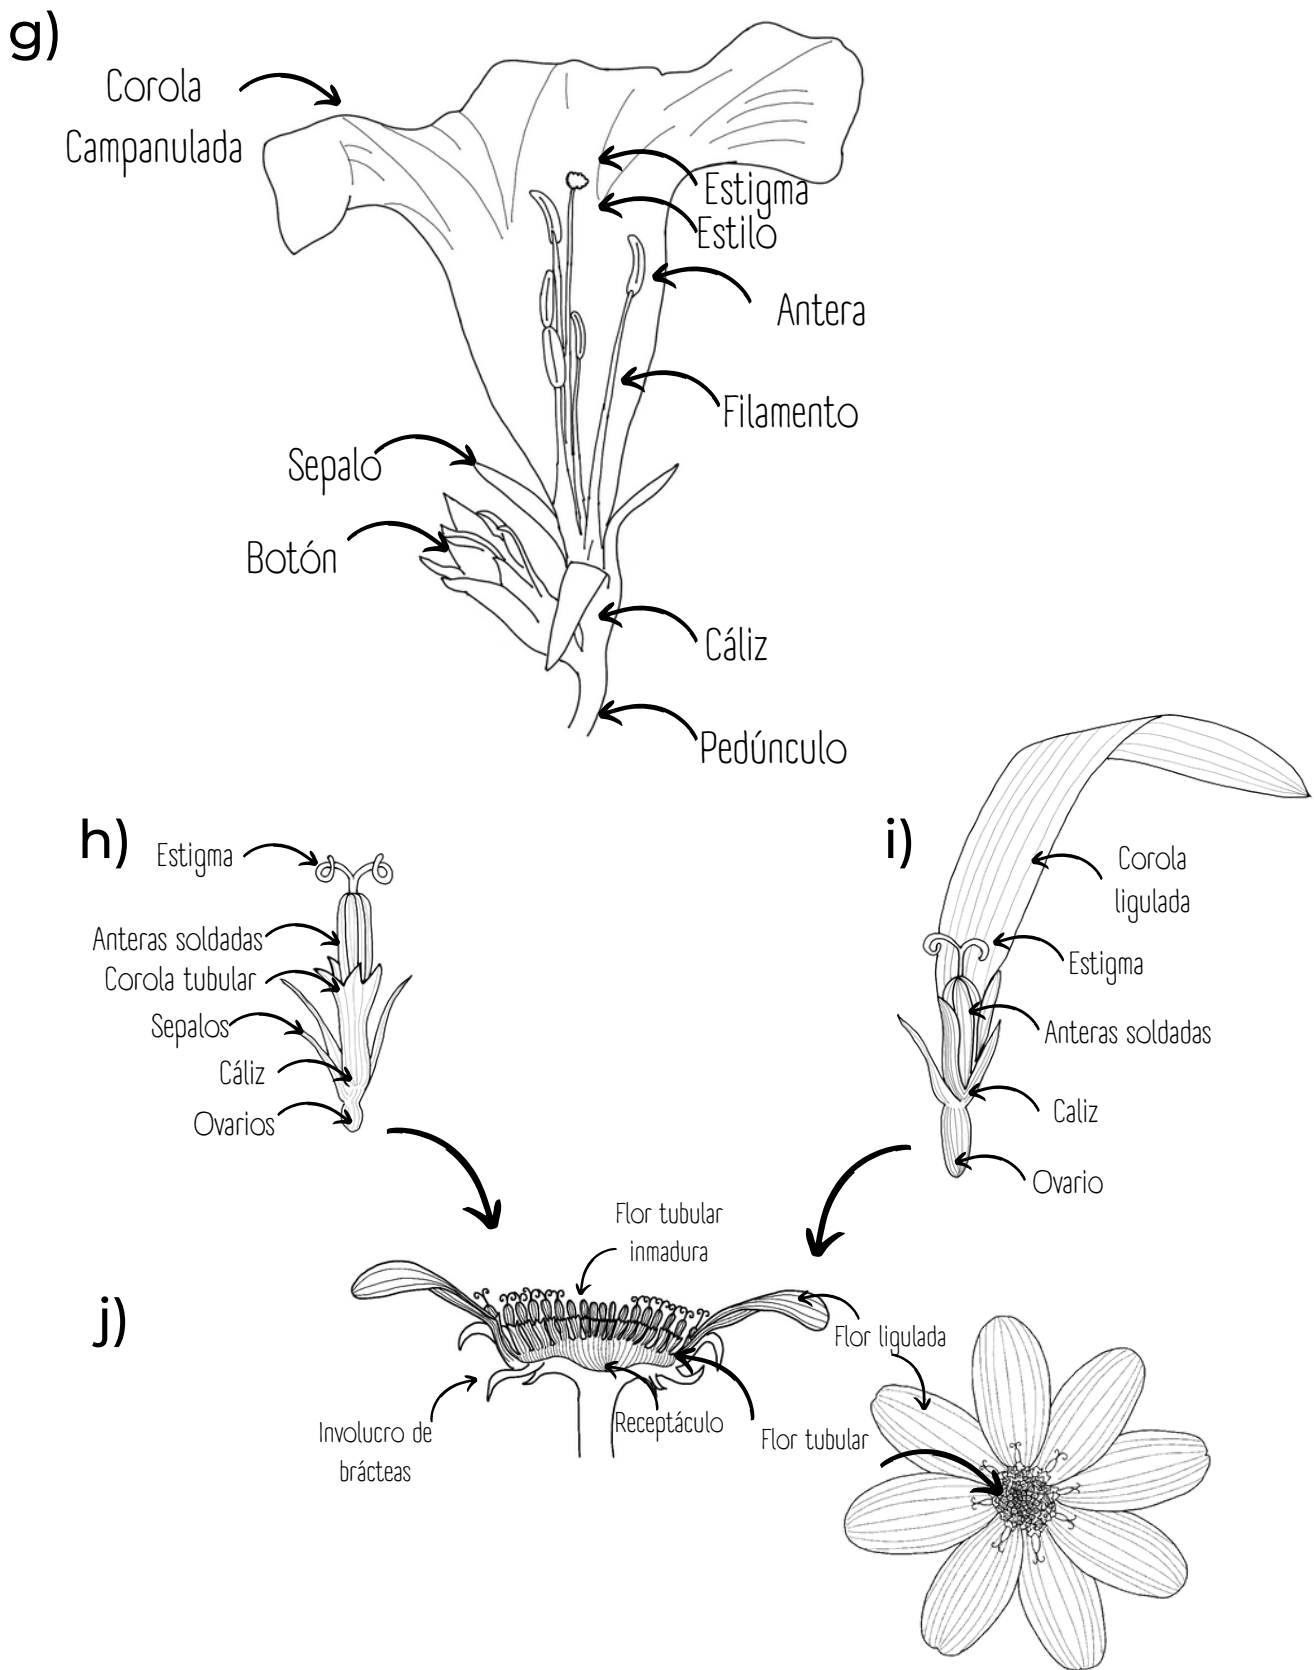 g)
Corola
Campanulada
Estigma
Estilo
Antera
Filamento
Sepalo
Botón
Cáliz
Pedúnculo
h)
Estigma
Anteras soldadas
Corola tubular
Sepalos
Cáliz
Ovarios
i)
Corola
ligulada
Estigma
Anteras soldadas
Caliz
Ovario
j)
Flor tubular
inmadura
Flor ligulada
Involucro de
brácteas
Receptáculo
Flor tubular